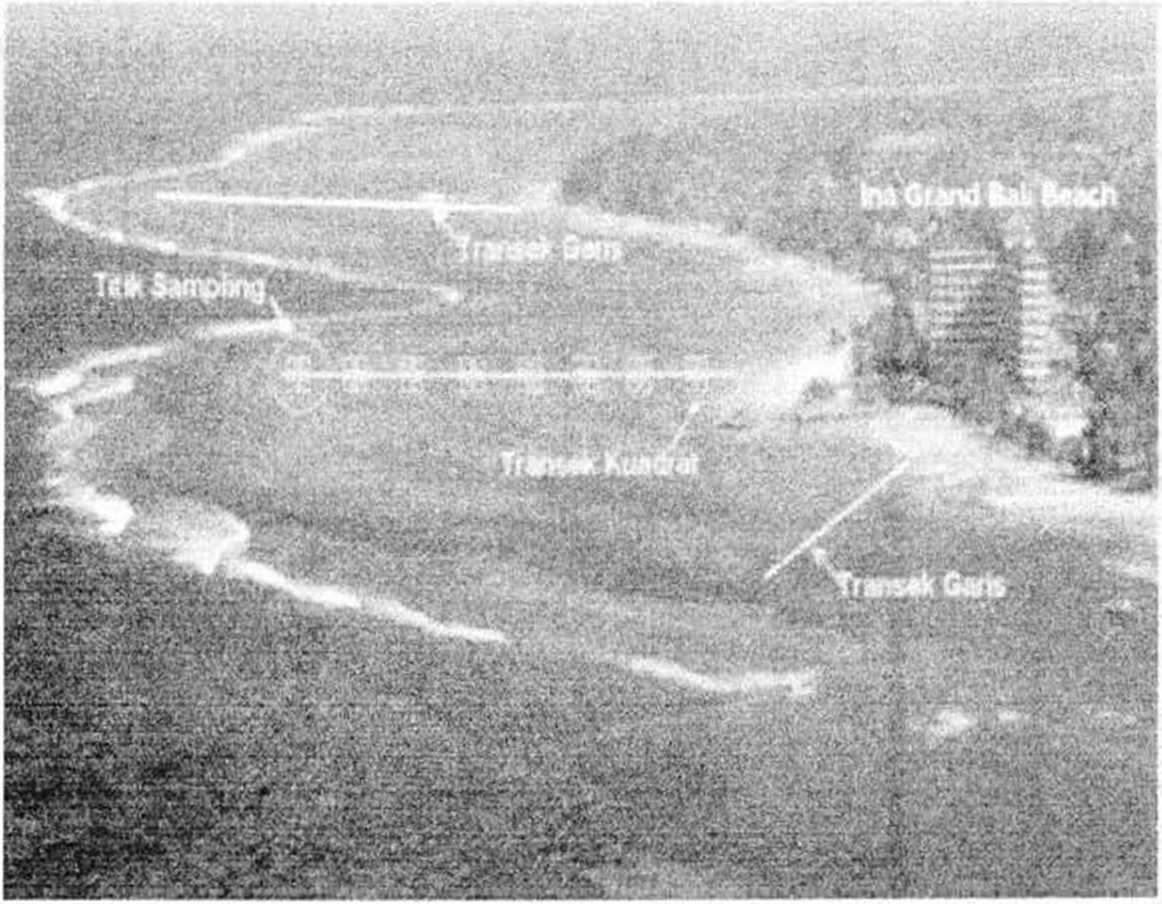 Ina Grand Bali Beach
Transek Garis
Titik Sampling
Transek Kuadrat
Transek Garis